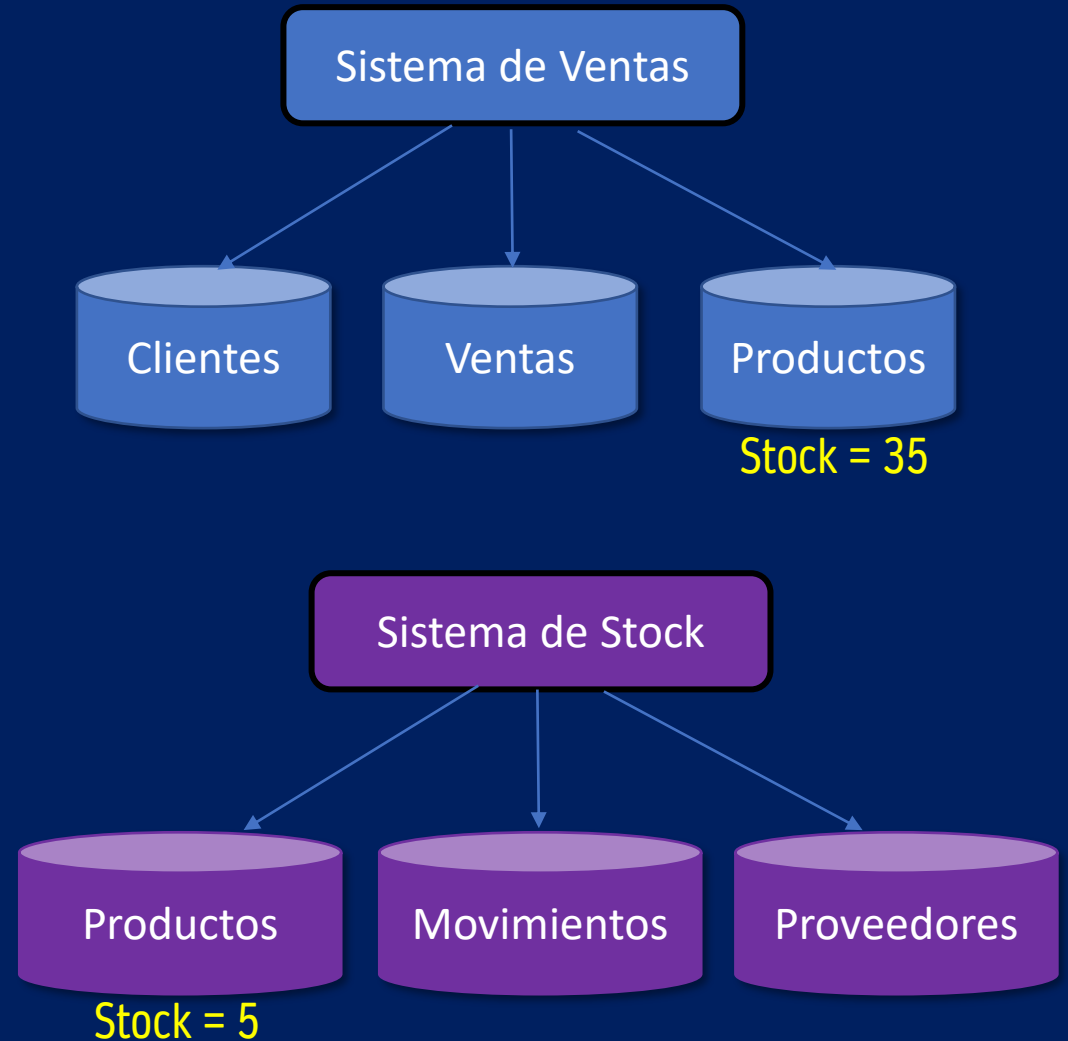 Sistema de Ventas
Clientes
Ventas
Productos
Stock = 35
Sistema de Stock
Productos
Movimientos
Proveedores
Stock = 5